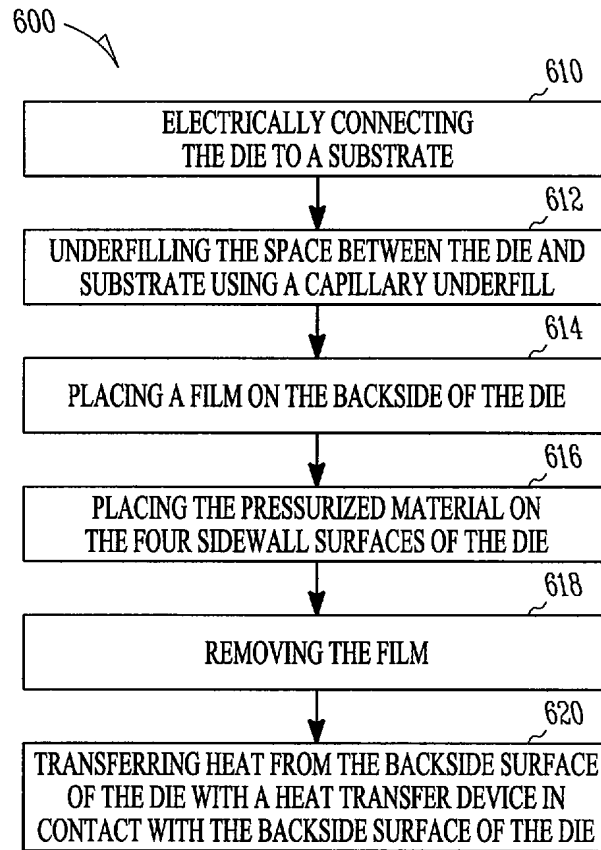 600
610
ELECTRICALLY CONNECTING
THE DIE TO A SUBSTRATE
612
UNDERFILLING THE SPACE BETWEEN THE DIE AND
SUBSTRATE USING A CAPILLARY UNDERFILL
614
PLACING A FILM ON THE BACKSIDE OF THE DIE
616
PLACING THE PRESSURIZED MATERIAL ON
THE FOUR SIDEWALL SURFACES OF THE DIE
618
REMOVING THE FILM
620
TRANSFERRING HEAT FROM THE BACKSIDE SURFACE
OF THE DIE WITH A HEAT TRANSFER DEVICE IN
CONTACT WITH THE BACKSIDE SURFACE OF THE DIE